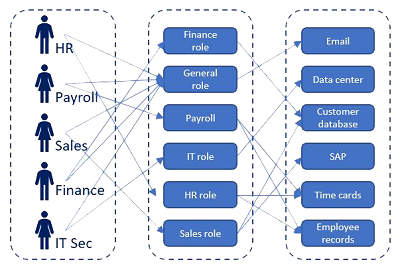 HR
Payroll
Sales
Finance
IT Sec
Finance
role
General
role
Payroll
IT role
HR role
Sales role
Email
Data center
Customer
database
SAP
Time cards
Employee
records